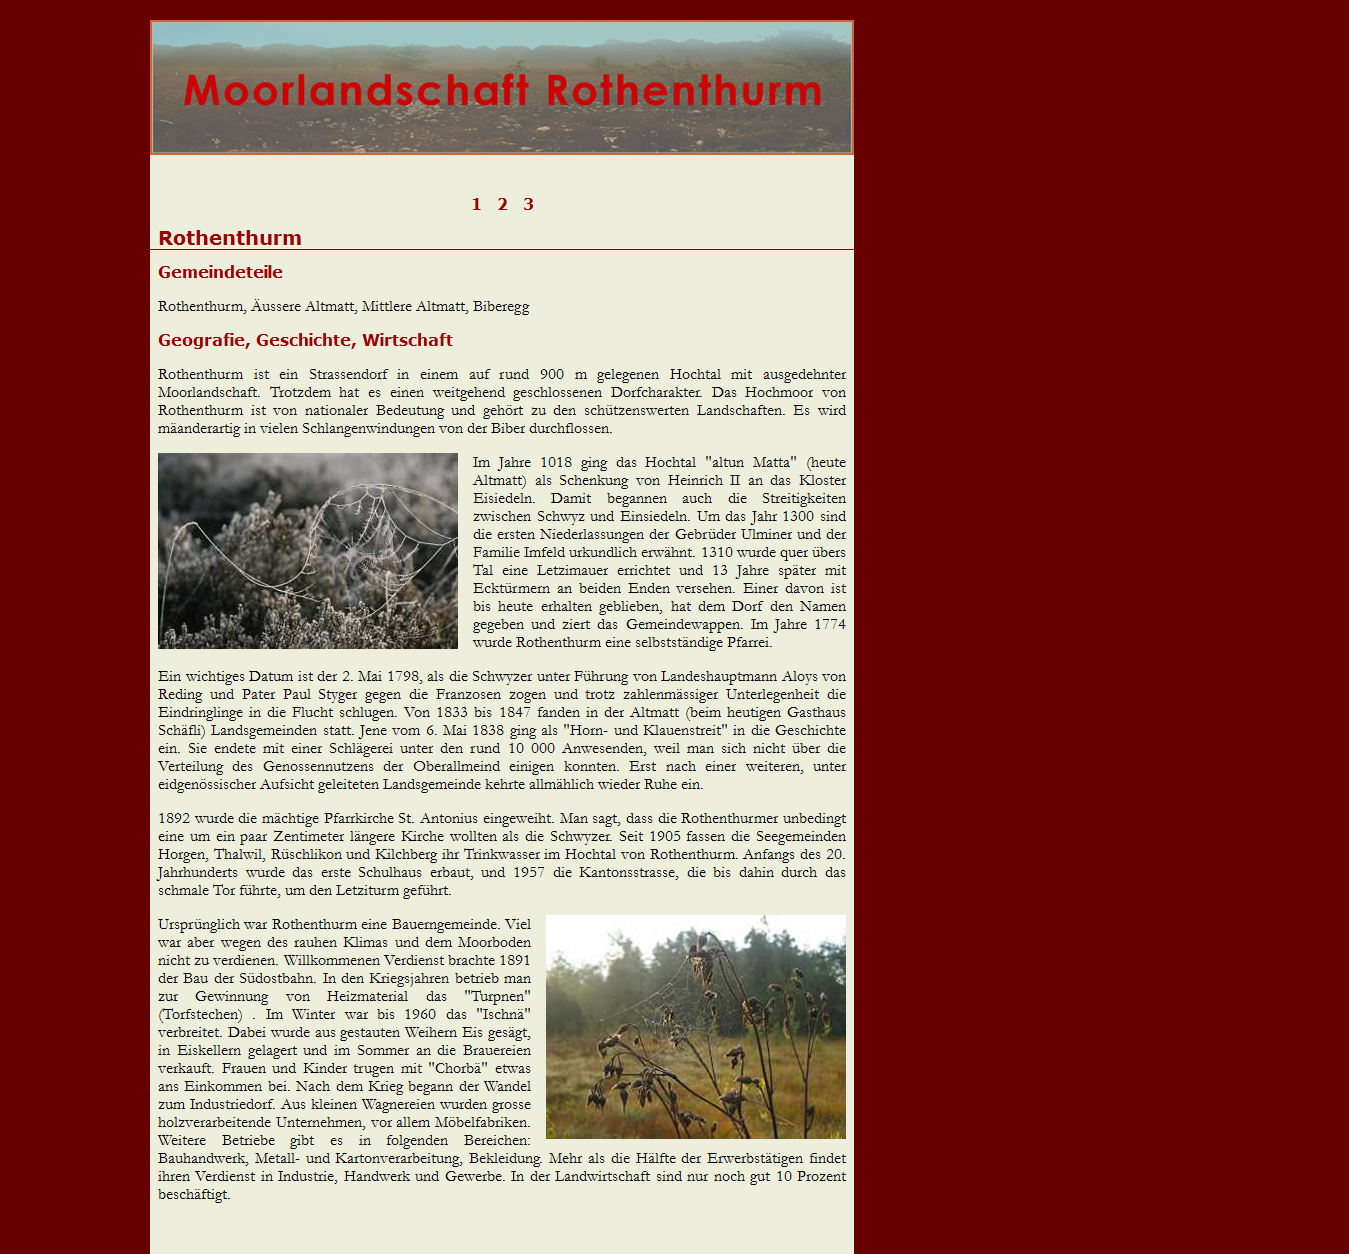 Moorlandschaft Rothenthurm
1 2 3
Rothenthurm
Gemeindeteile
Rothenthurm, Äussere Altmatt, Mittlere Altmatt, Biberegg
Geografie, Geschichte, Wirtschaft
Rothenthurm ist ein Strassendorf in einem auf rund 900 m gelegenen Hochtal mit ausgedehnter
Moorlandschaft. Trotzdem hat es einen weitgehend geschlossenen Dorfcharakter. Das Hochmoor von
Rothenthurm ist von nationaler Bedeutung und gehört zu den schützenswerten Landschaften. Es wird
mäanderartig in vielen Schlangenwindungen von der Biber durchflossen.
Im Jahre 1018 ging das Hochtal "altun Matta" (heute
Altmatt) als Schenkung von Heinrich II an das Kloster
Eisiedeln. Damit begannen auch die Streitigkeiten
zwischen Schwyz und Einsiedeln. Um das Jahr 1300 sind
die ersten Niederlassungen der Gebrüder Ulminer und der
Familie Imfeld urkundlich erwähnt. 1310 wurde quer übers
Tal eine Letzimauer errichtet und 13 Jahre später mit
Ecktürmern an beiden Enden versehen. Einer davon ist
bis heute erhalten geblieben, hat dem Dorf den Namen
gegeben und ziert das Gemeindewappen. Im Jahre 1774
wurde Rothenthurm eine selbstständige Pfarrei.
Ein wichtiges Datum ist der 2. Mai 1798, als die Schwyzer unter Führung von Landeshauptmann Aloys von
Reding und Pater Paul Styger gegen die Franzosen zogen und trotz zahlenmässiger Unterlegenheit die
Eindringlinge in die Flucht schlugen. Von 1833 bis 1847 fanden in der Altmatt (beim heutigen Gasthaus
Schäfli) Landsgemeinden statt. Jene vom 6. Mai 1838 ging als "Horn- und Klauenstreit" in die Geschichte
ein. Sie endete mit einer Schlägerei unter den rund 10 000 Anwesenden, weil man sich nicht über die
Verteilung des Genossennutzens der Oberallmeind einigen konnten. Erst nach einer weiteren, unter
eidgenössischer Aufsicht geleiteten Landsgemeinde kehrte allmählich wieder Ruhe ein.
1892 wurde die mächtige Pfarrkirche St. Antonius eingeweiht. Man sagt, dass die Rothenthurmer unbedingt
eine um ein paar Zentimeter längere Kirche wollten als die Schwyzer. Seit 1905 fassen die Seegemeinden
Horgen, Thalwil, Rüschlikon und Kilchberg ihr Trinkwasser im Hochtal von Rothenthurm. Anfangs des 20.
Jahrhunderts wurde das erste Schulhaus erbaut, und 1957 die Kantonsstrasse, die bis dahin durch das
schmale Tor führte, um den Letziturm geführt.
Ursprünglich war Rothenthurm eine Bauerngemeinde. Viel
war aber wegen des rauhen Klimas und dem Moorboden
nicht zu verdienen. Willkommenen Verdienst brachte 1891
der Bau der Südostbahn. In den Kriegsjahren betrieb man
zur Gewinnung von Heizmaterial das "Turpnen"
(Torfstechen) . Im Winter war bis 1960 das "Ischnä"
verbreitet. Dabei wurde aus gestauten Weihern Eis gesägt,
in Eiskellern gelagert und im Sommer an die Brauereien
verkauft. Frauen und Kinder trugen mit "Chorbä" etwas
ans Einkommen bei. Nach dem Krieg begann der Wandel
zum Industriedorf. Aus kleinen Wagnereien wurden grosse
holzverarbeitende Unternehmen, vor allem Möbelfabriken.
Weitere Betriebe gibt es in folgenden Bereichen:
Bauhandwerk, Metall- und Kartonverarbeitung, Bekleidung. Mehr als die Hälfte der Erwerbstätigen findet
ihren Verdienst in Industrie, Handwerk und Gewerbe. In der Landwirtschaft sind nur noch gut 10 Prozent
beschäftigt.